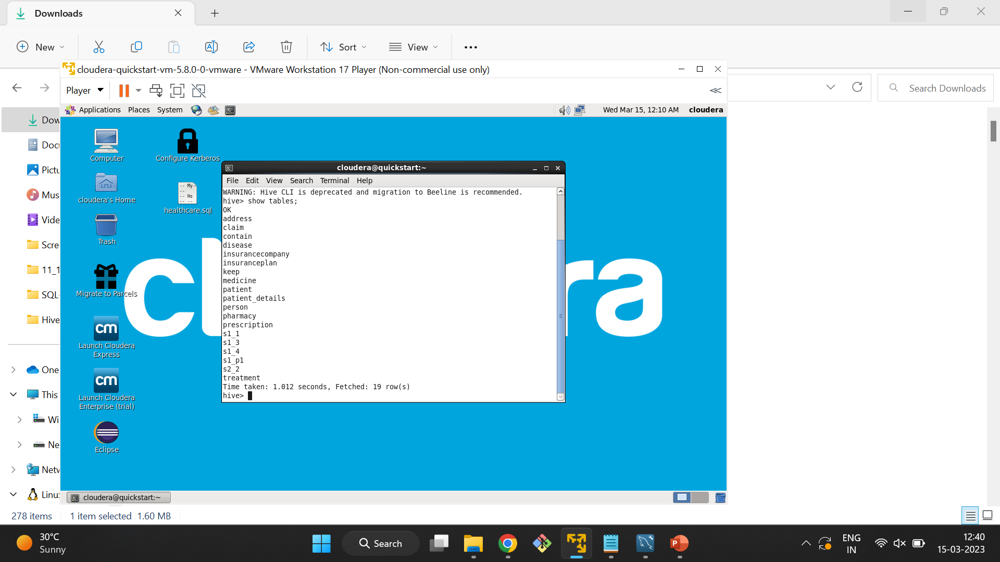 Downloads
New
Sort
View
cloudera-quickstart-vm-5.8.0-0-vmware - VMware Workstation 17 Player (Non-commercial use only)
Player
Search Downloads
Applications Places System
Wed Mar 15, 12:10 AM cloudera
Dow
Doc
Pictu
Mus
Vide
Scre
11_1
SQL-
Hive
One
This
Wi
Ne
Netv
Linu
Computer
Configure Kerberos
cloudera's Home
-- My
-- Ha
healthcare.sql
Trash
Migrate to Parcels
cm
Launch Cloudera
Express
cm
Launch Cloudera
Enterprise (trial)
Eclipse
cl
ra
cloudera@quickstart:~
File Edit View Search Terminal Help
WARNING: Hive CLI is deprecated and migration to Beeline is recommended.
hive> show tables;
OK
address
claim
contain
disease
insurancecompany
insuranceplan
keep
medicine
patient
patient_details
person
pharmacy
prescription
s1_1
s1_3
s1_4
s1_p1
s2_2
treatment
Time taken: 1.012 seconds, Fetched: 19 row(s)
hive>
cloudera@quickstart:~
278 items 1 item selected 1.60 MB
30°C
Sunny
Search
P
ENG
IN
12:40
15-03-2023